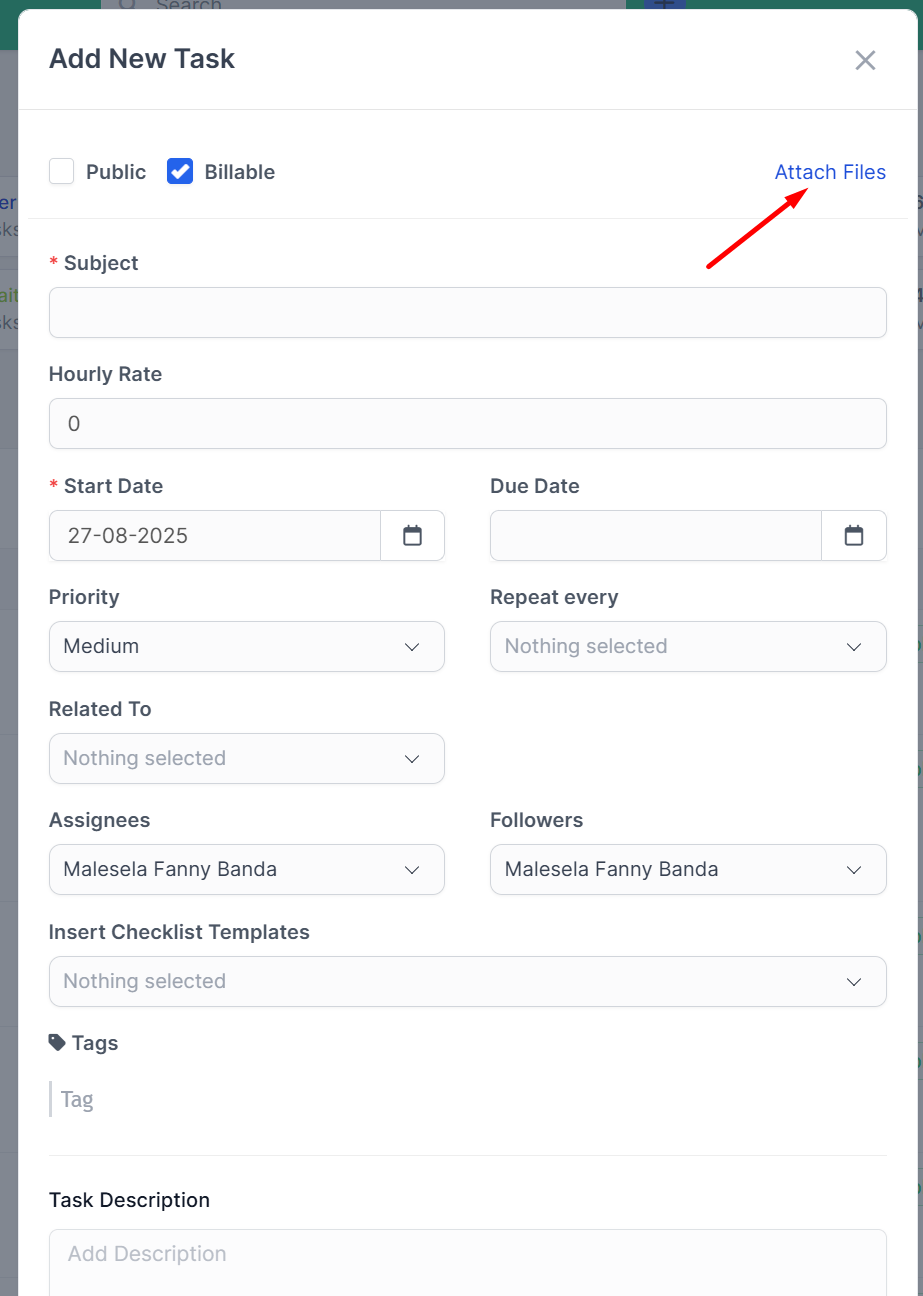 Search
Add New Task
Public Billable Attach Files
* Subject
Hourly Rate
0
* Start Date Due Date
27-08-2025
Priority Repeat every
Medium Nothing selected
Related To
Nothing selected
Assignees Followers
Malesela Fanny Banda Malesela Fanny Banda
Insert Checklist Templates
Nothing selected
Tags
Tag
Task Description
Add Description